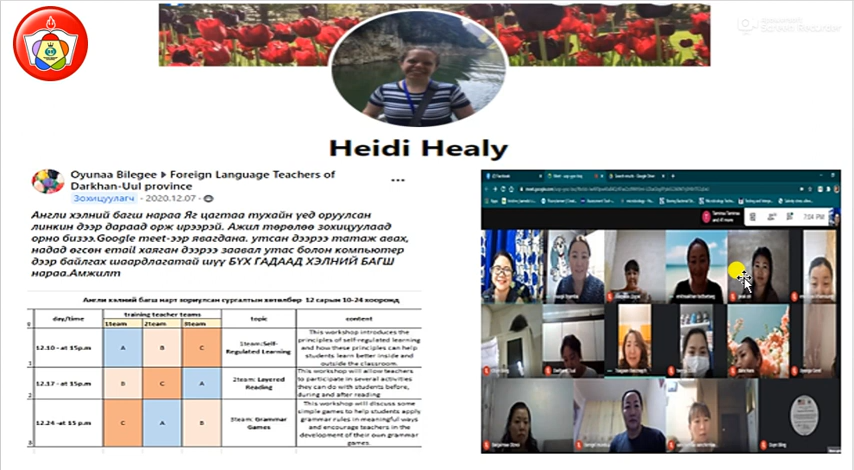 Screen Recorder
Heidi Healy
Oyunaa Bilegee ▸ Foreign Language Teachers of
Darkhan-Uul province
Зохицуулагч · 2020.12.07 ·
Англи хэлний багш нараа Яг цагтаа тухайн үед оруулсан
линкин дээр дараад орж ирээрэй. Ажил төрөлөө зохицуулаад
орно биззэ.Google meet-ээр явагдана. утсан дээрээ татаж авах,
надад өгсөн email хаяган дээрээ заавал утас болон компьютер
дээр байлгах шаардлагатай шүү БҮХ ГАДААД ХЭЛНИЙ БАГШ
нараа.Амжилт
Англи хэлний багш нарт зориулсан сургалтын хөтөлбөр 12 сарын 10-24 хооронд
day/time training teacher teams topic content
1team 2team 3team
12.10 - at 15p.m A B C 1team:Self-Regulated Learning This workshop introduces the principles of self-regulated learning and how these principles can help students learn better inside and outside the classroom.
12.17 - at 15p.m B C A 2team: Layered Reading This workshop will allow teachers to participate in several activities they can do with students before, during and after reading
12.24 -at 15 p.m C A B 3team: Grammar Games This workshop will discuss some simple games to help students apply grammar rules in meaningful ways and encourage teachers in the development of their own grammar games.
7:04 PM